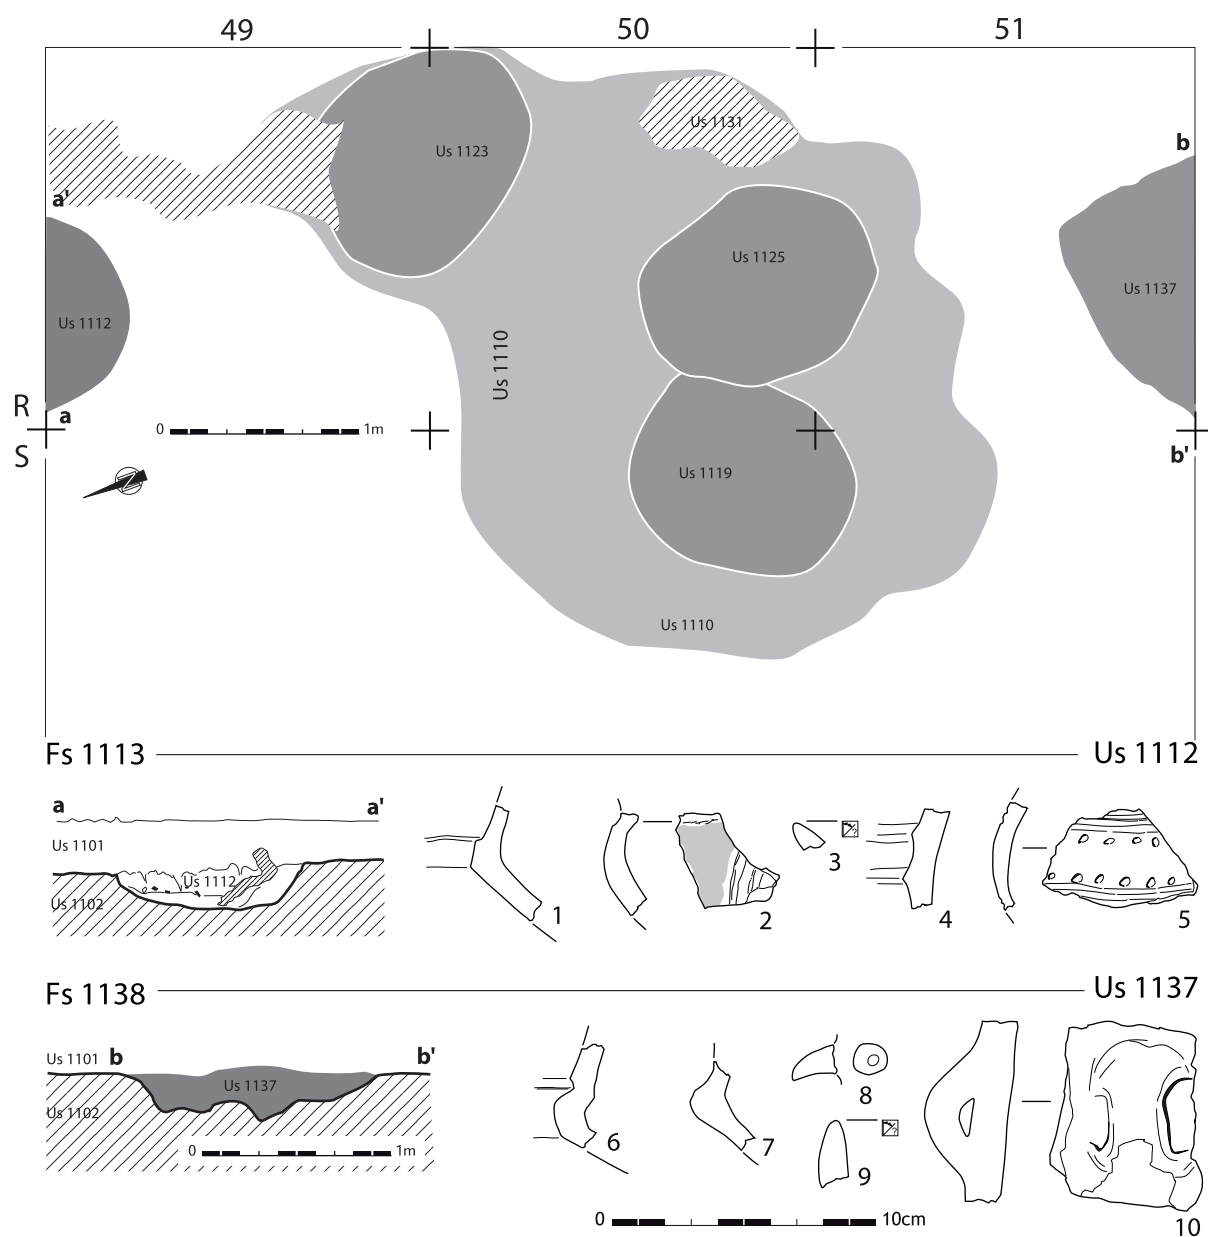 49 50 51
Us 1131
b
Us 1123
a'
Us 1125
Us 1137
Us 1112
Us 1110
R
a
0 1m
S
b'
N
Us 1119
Us 1110
Fs 1113 Us 1112
a a'
Us 1101
Us 1112
Us 1102
1 2 3 4 5
Fs 1138 Us 1137
Us 1101 b b'
Us 1137
Us 1102
0 1m
6 7 8 9 10
0 10cm